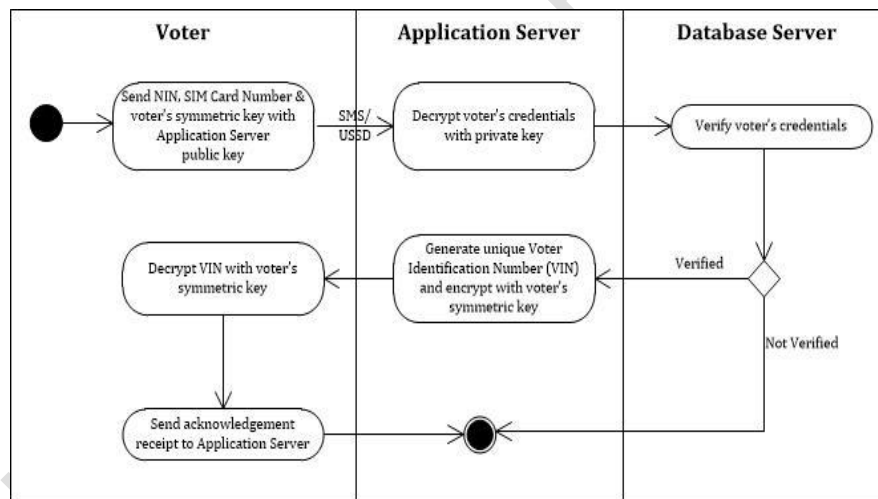 Voter
Application Server
Database Server
Send NIN, SIM Card Number &
voter's symmetric key with
Application Server
public key
SMS/
USSD
Decrypt voter's credentials
with private key
Verify voter's credentials
Decrypt VIN with voter's
symmetric key
Generate unique Voter
Identification Number (VIN)
and encrypt with voter's
symmetric key
Verified
Not Verified
Send acknowledgement
receipt to Application Server